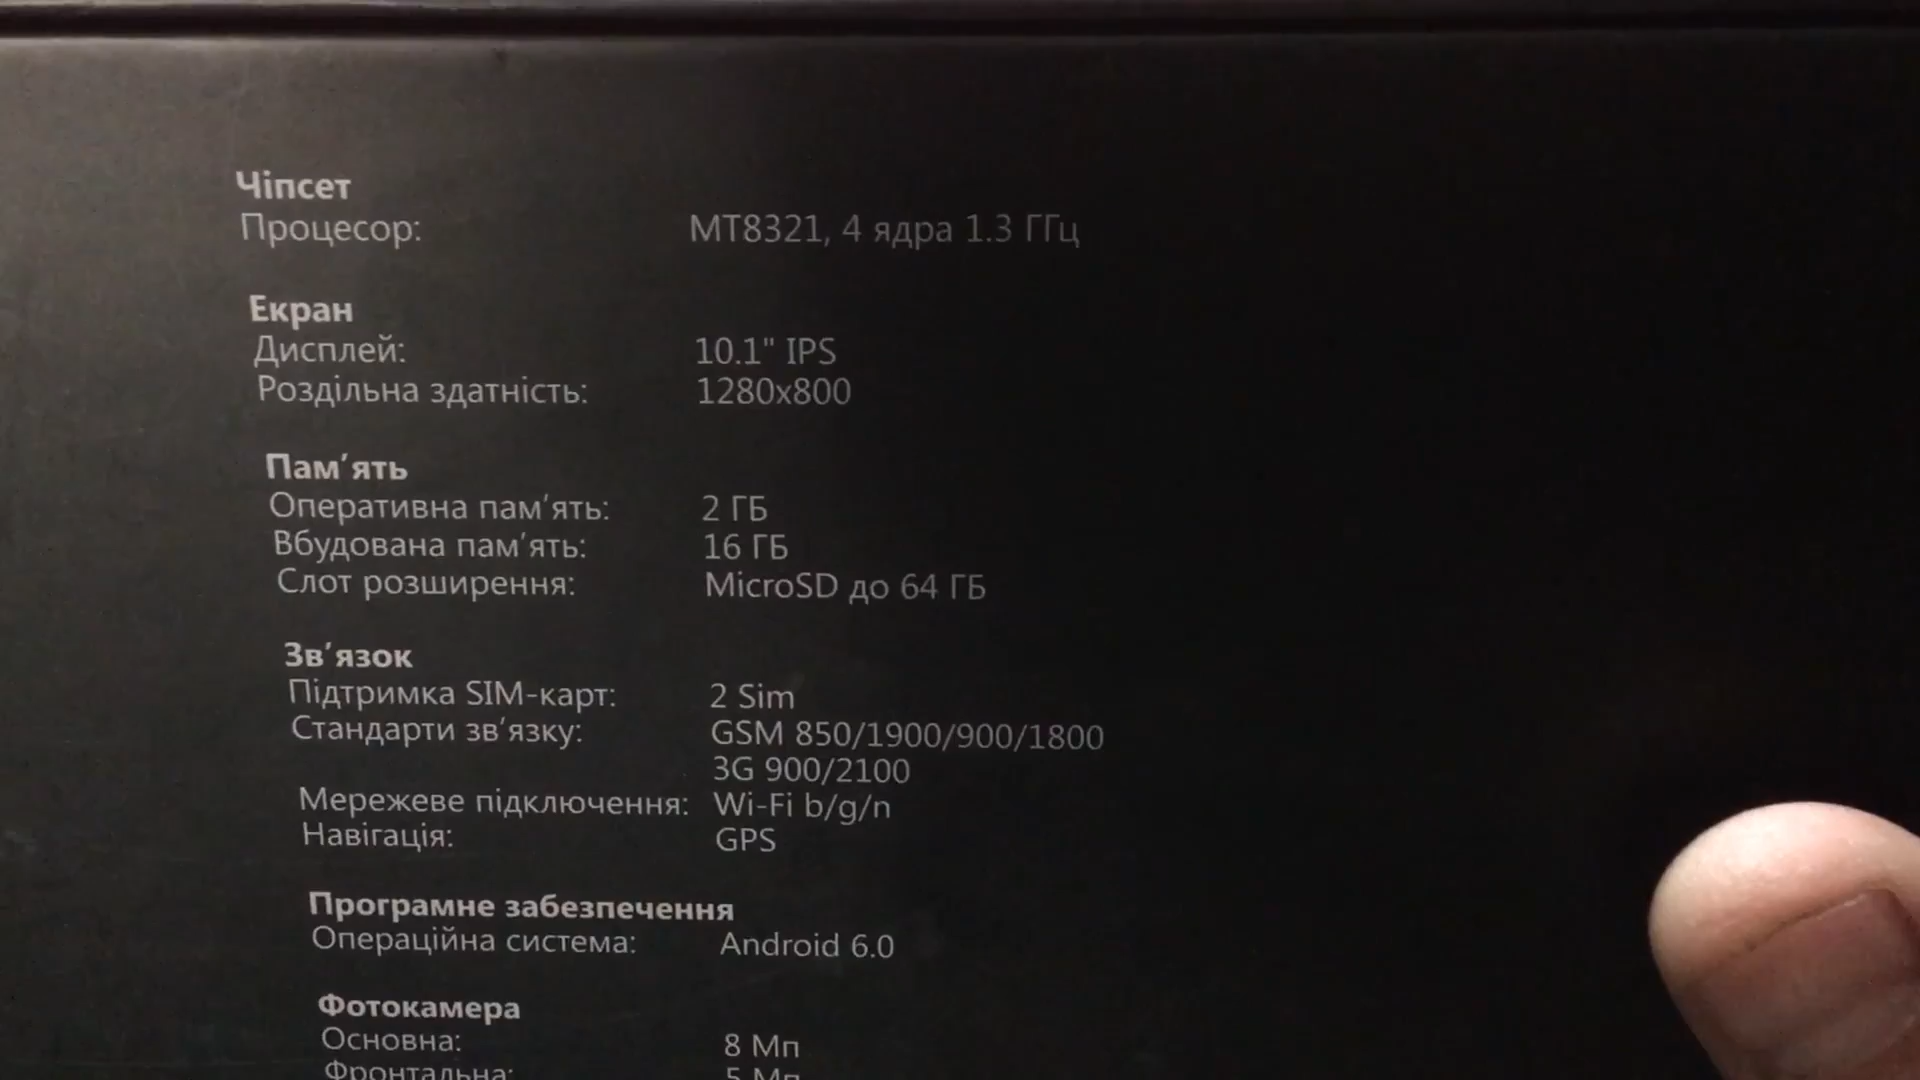 Чіпсет
Процесор: MT8321, 4 ядра 1.3 ГГц
Екран
Дисплей: 10.1" IPS
Роздільна здатність: 1280x800
Пам'ять
Оперативна пам'ять: 2 ГБ
Вбудована пам'ять: 16 ГБ
Слот розширення: MicroSD до 64 ГБ
Зв'язок
Підтримка SIM-карт: 2 Sim
Стандарти зв'язку: GSM 850/1900/900/1800
3G 900/2100
Мережеве підключення: Wi-Fi b/g/n
Навігація: GPS
Програмне забезпечення
Операційна система: Android 6.0
Фотокамера
Основна: 8 Мп
Фронтальна: 5 Мп